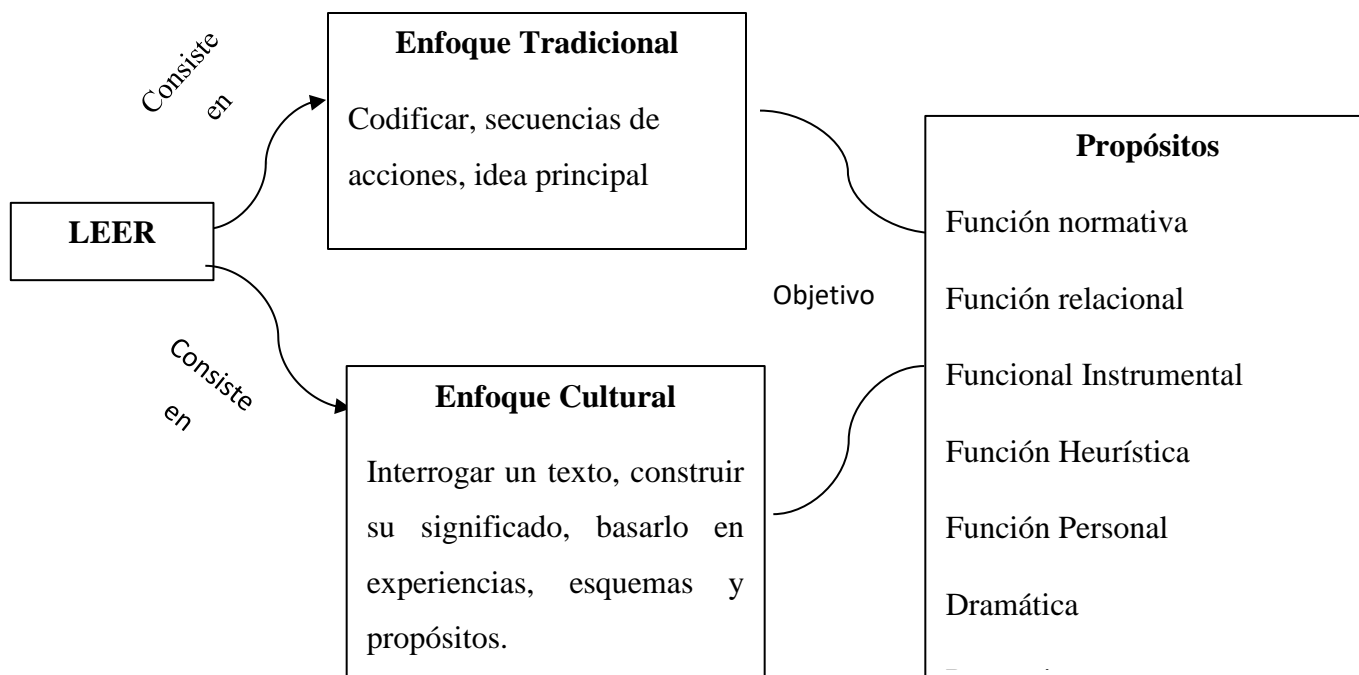 Consiste
en
Enfoque Tradicional
Codificar, secuencias de
acciones, idea principal
LEER
Consiste
en
Enfoque Cultural
Interrogar un texto, construir
su significado, basarlo en
experiencias, esquemas y
propósitos.
Objetivo
Propósitos
Función normativa
Función relacional
Funcional Instrumental
Función Heurística
Función Personal
Dramática